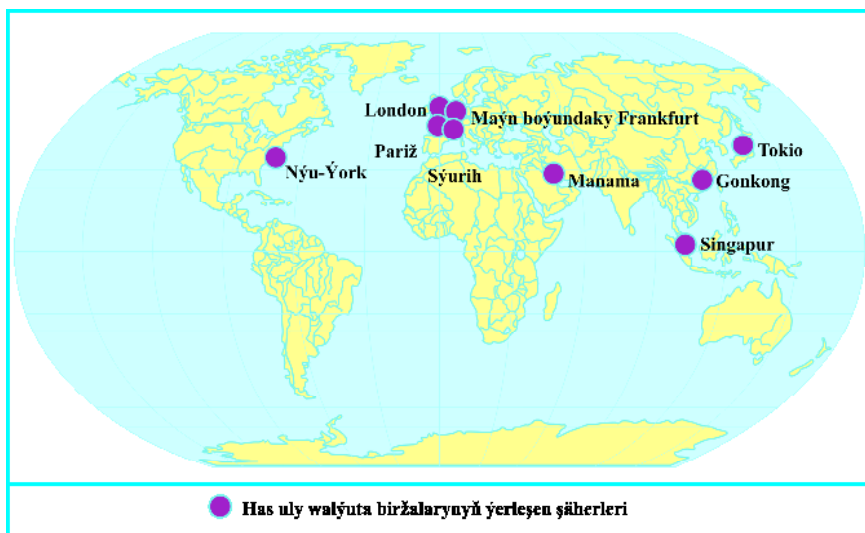 London
Maýn boýundaky Frankfurt
Pariž
Tokio
Nýu-Ýork
Sýurih
Manama
Gonkong
Singapur
Has uly walýuta biržalarynyň ýerleşen şäherleri